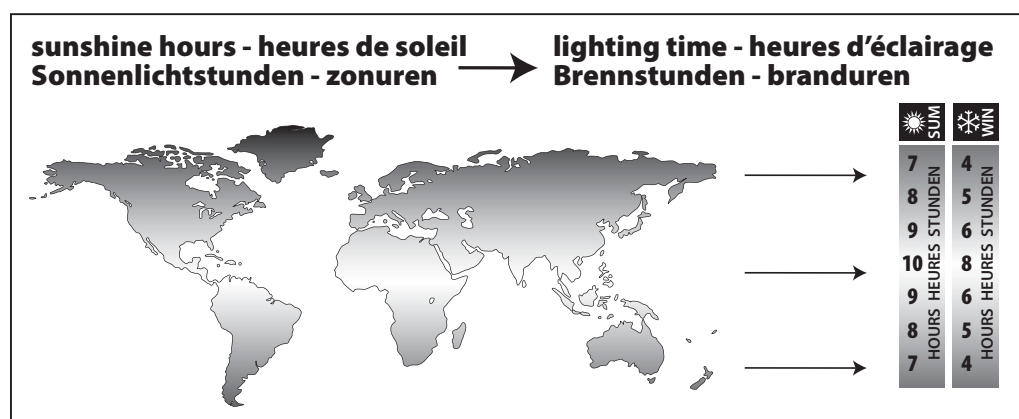 sunshine hours - heures de soleil
Sonnenlichtstunden - zonuren
lighting time - heures d’éclairage
Brennstunden - branduren
SUM WIN
7 4
8 5
9 6
10 8
9 6
8 5
7 4
HOURS HEURES STUNDEN
HOURS HEURES STUNDEN